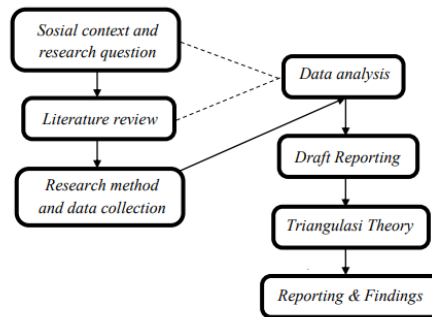 Sosial context and
research question
Literature review
Research method
and data collection
Data analysis
Draft Reporting
Triangulasi Theory
Reporting & Findings